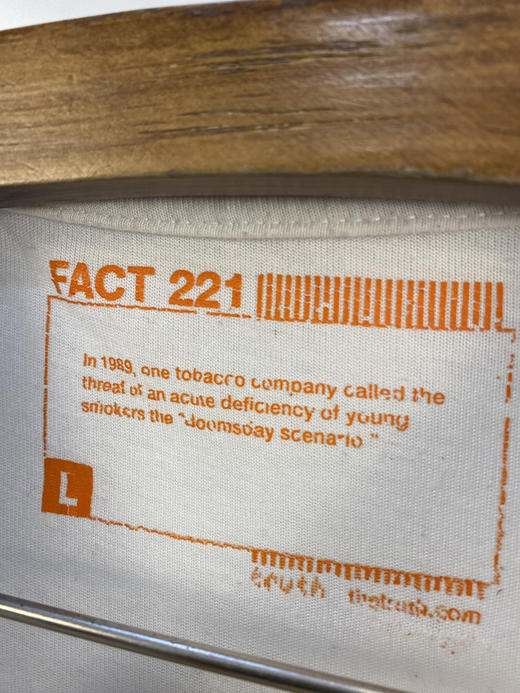 FACT 221
In 1989, one tobacco company called the
threat of an acute deficiency of young
smokers the "doomsday scenario."
L
truth thetruth.com